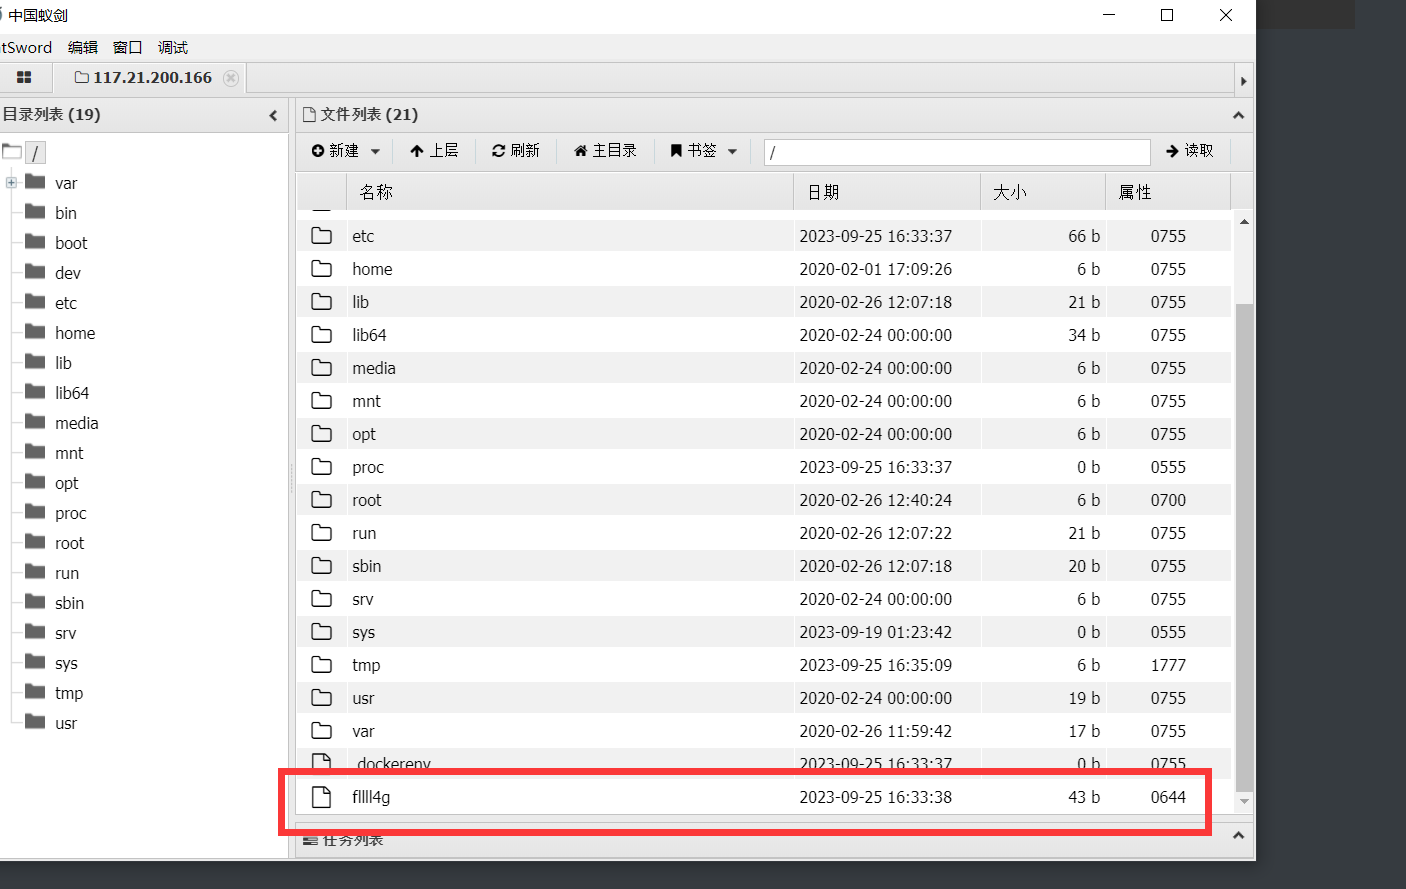 中国蚁剑
tSword 编辑 窗口 调试
117.21.200.166
目录列表 (19)
/
var
bin
boot
dev
etc
home
lib
lib64
media
mnt
opt
proc
root
run
sbin
srv
sys
tmp
usr
文件列表 (21)
新建 上层 刷新 主目录 书签 / 读取
名称 日期 大小 属性
etc 2023-09-25 16:33:37 66 b 0755
home 2020-02-01 17:09:26 6 b 0755
lib 2020-02-26 12:07:18 21 b 0755
lib64 2020-02-24 00:00:00 34 b 0755
media 2020-02-24 00:00:00 6 b 0755
mnt 2020-02-24 00:00:00 6 b 0755
opt 2020-02-24 00:00:00 6 b 0755
proc 2023-09-25 16:33:37 0 b 0555
root 2020-02-26 12:40:24 6 b 0700
run 2020-02-26 12:07:22 21 b 0755
sbin 2020-02-26 12:07:18 20 b 0755
srv 2020-02-24 00:00:00 6 b 0755
sys 2023-09-19 01:23:42 0 b 0555
tmp 2023-09-25 16:35:09 6 b 1777
usr 2020-02-24 00:00:00 19 b 0755
var 2020-02-26 11:59:42 17 b 0755
.dockerenv 2023-09-25 16:33:37 0 b 0755
fllll4g 2023-09-25 16:33:38 43 b 0644
任务列表